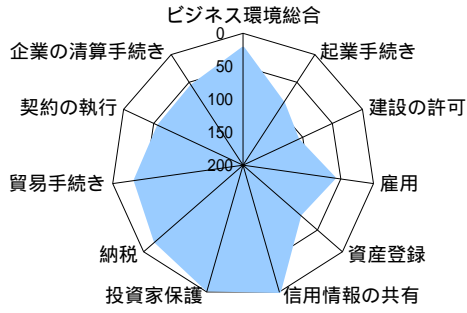 ビジネス環境総合
起業手続き
建設の許可
雇用
資産登録
信用情報の共有
投資家保護
納税
貿易手続き
契約の執行
企業の清算手続き
0
50
100
150
200